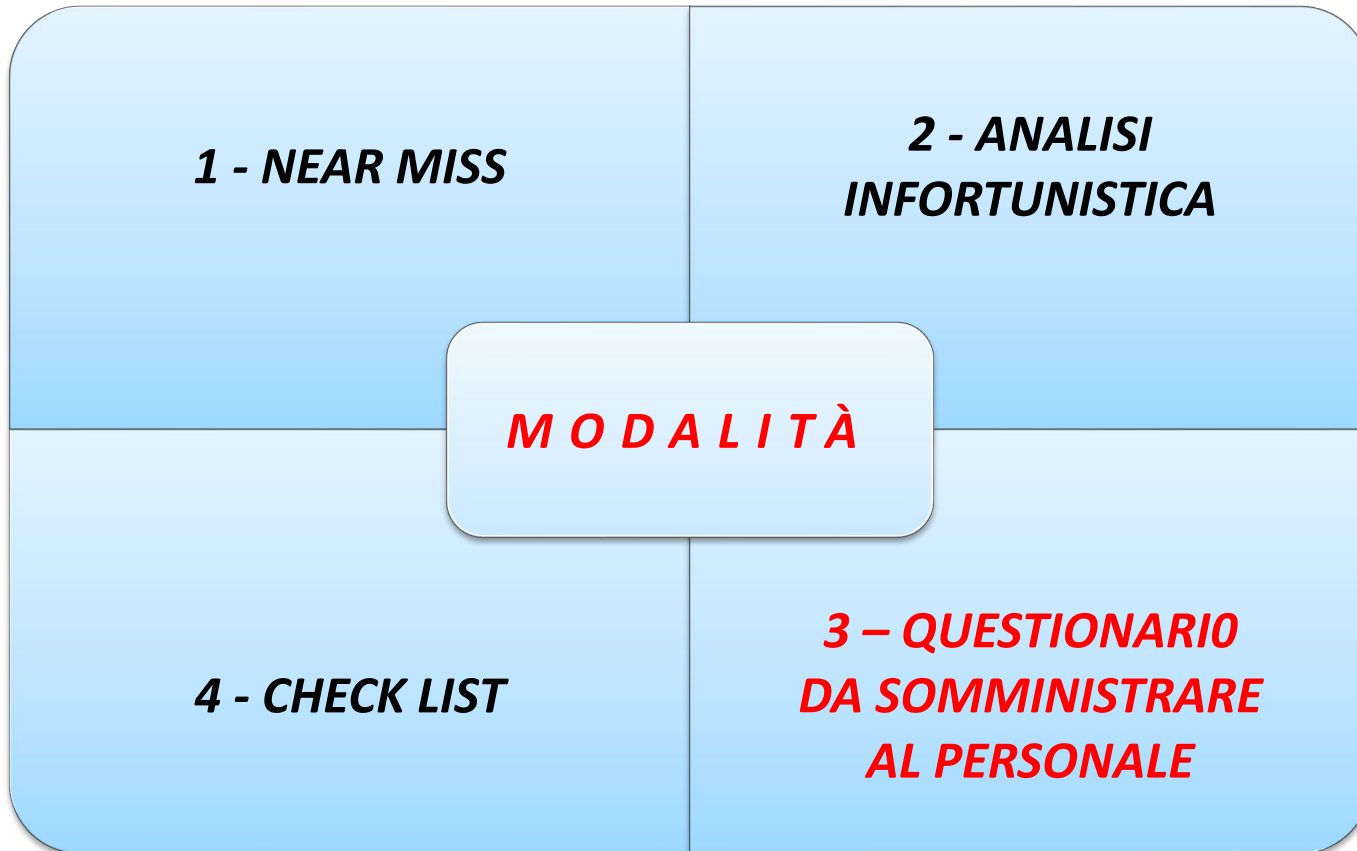 1 - NEAR MISS
2 - ANALISI
INFORTUNISTICA
M O D A L I T À
4 - CHECK LIST
3 – QUESTIONARI0
DA SOMMINISTRARE
AL PERSONALE